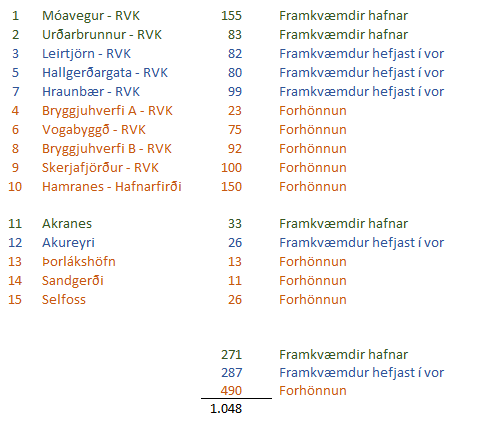 1 Móavegur - RVK 155 Framkvæmdir hafnar
2 Urðarbrunnur - RVK 83 Framkvæmdir hafnar
3 Leirtjörn - RVK 82 Framkvæmdur hefjast í vor
5 Hallgerðargata - RVK 80 Framkvæmdur hefjast í vor
7 Hraunbær - RVK 99 Framkvæmdur hefjast í vor
4 Bryggjuhverfi A - RVK 23 Forhönnun
6 Vogabyggð - RVK 75 Forhönnun
8 Bryggjuhverfi B - RVK 92 Forhönnun
9 Skerjafjörður - RVK 100 Forhönnun
10 Hamranes - Hafnarfirði 150 Forhönnun
11 Akranes 33 Framkvæmdir hafnar
12 Akureyri 26 Framkvæmdur hefjast í vor
13 Þorlákshöfn 13 Forhönnun
14 Sandgerði 11 Forhönnun
15 Selfoss 26 Forhönnun
271 Framkvæmdir hafnar
287 Framkvæmdur hefjast í vor
490 Forhönnun
1.048